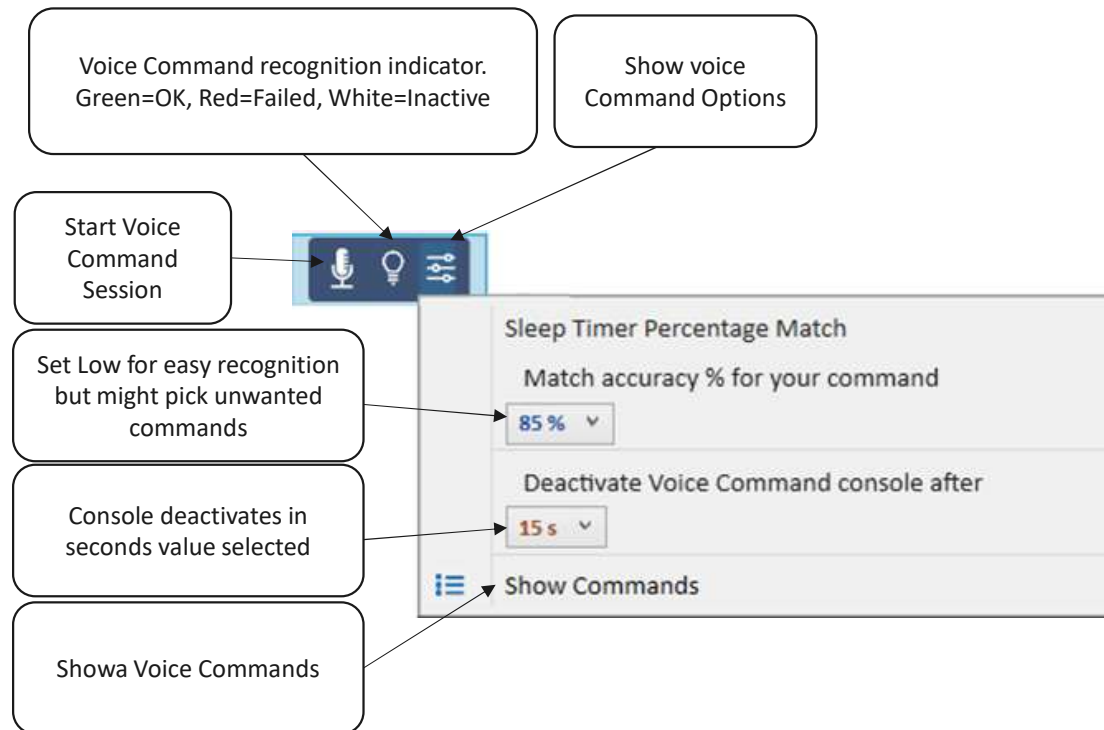 Voice Command recognition indicator.
Green=OK, Red=Failed, White=Inactive
Show voice
Command Options
Start Voice
Command
Session
Set Low for easy recognition
but might pick unwanted
commands
Console deactivates in
seconds value selected
Showa Voice Commands
Sleep Timer Percentage Match
Match accuracy % for your command
85 %
Deactivate Voice Command console after
15 s
Show Commands